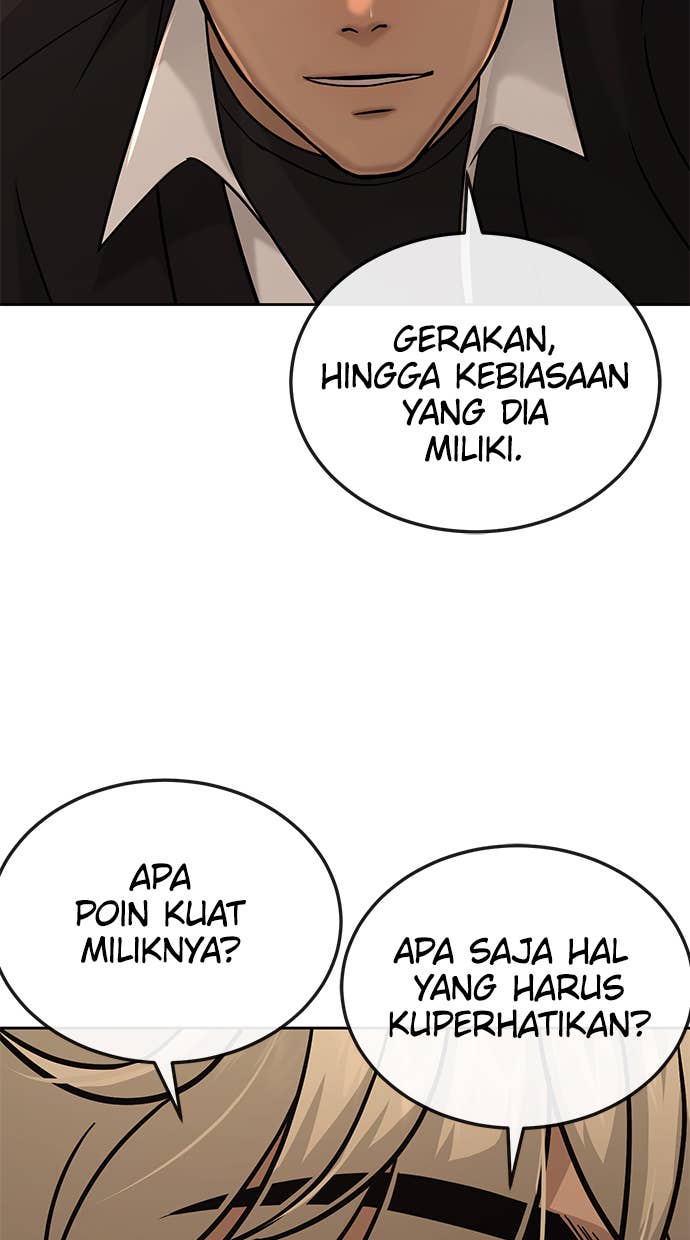 GERAKAN,
HINGGA KEBIASAAN
YANG DIA
MILIKI.
APA
POIN KUAT
MILIKNYA?
APA SAJA HAL
YANG HARUS
KUPERHATIKAN?